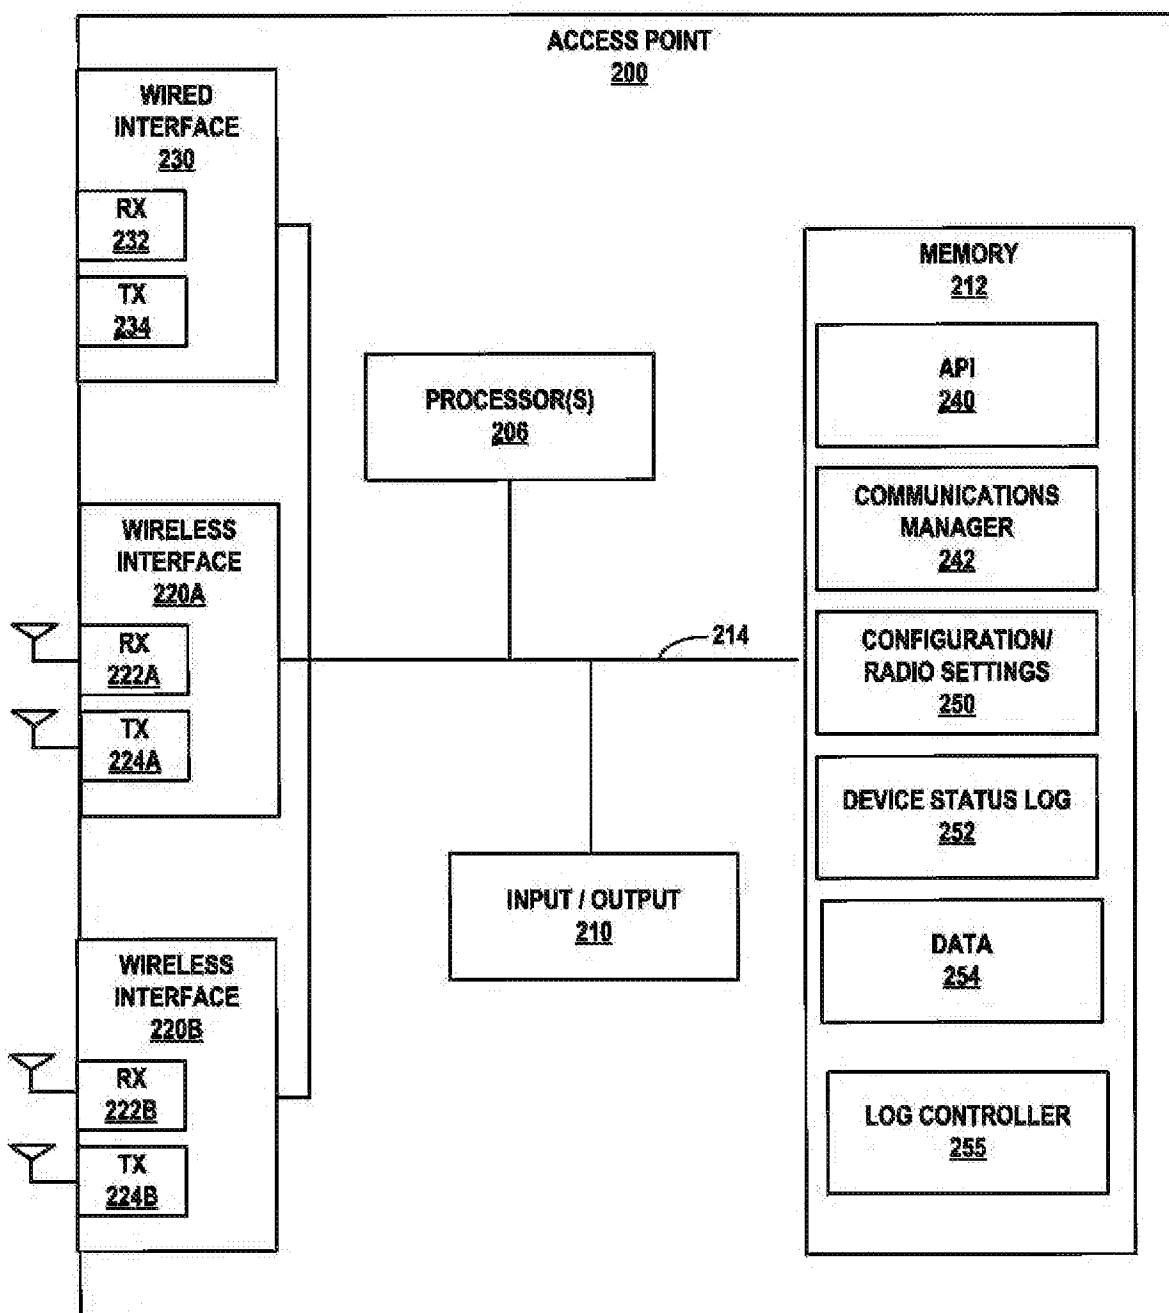 ACCESS POINT
200
WIRED
INTERFACE
230
RX
232
TX
234
WIRELESS
INTERFACE
220A
RX
222A
TX
224A
WIRELESS
INTERFACE
220B
RX
222B
TX
224B
PROCESSOR(S)
206
214
INPUT / OUTPUT
210
MEMORY
212
API
240
COMMUNICATIONS
MANAGER
242
CONFIGURATION/
RADIO SETTINGS
250
DEVICE STATUS LOG
252
DATA
254
LOG CONTROLLER
255